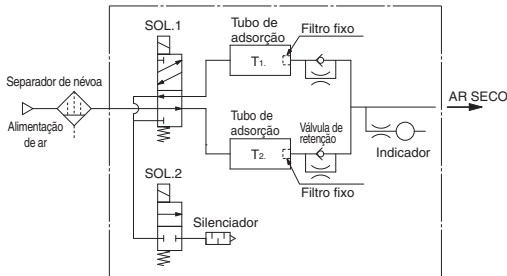 SOL.1
Tubo de
adsorção
Filtro fixo
T1.
Separador de névoa
Alimentação
de ar
AR SECO
Tubo de
adsorção
Válvula de
retenção
T2.
Indicador
Filtro fixo
SOL.2
Silenciador